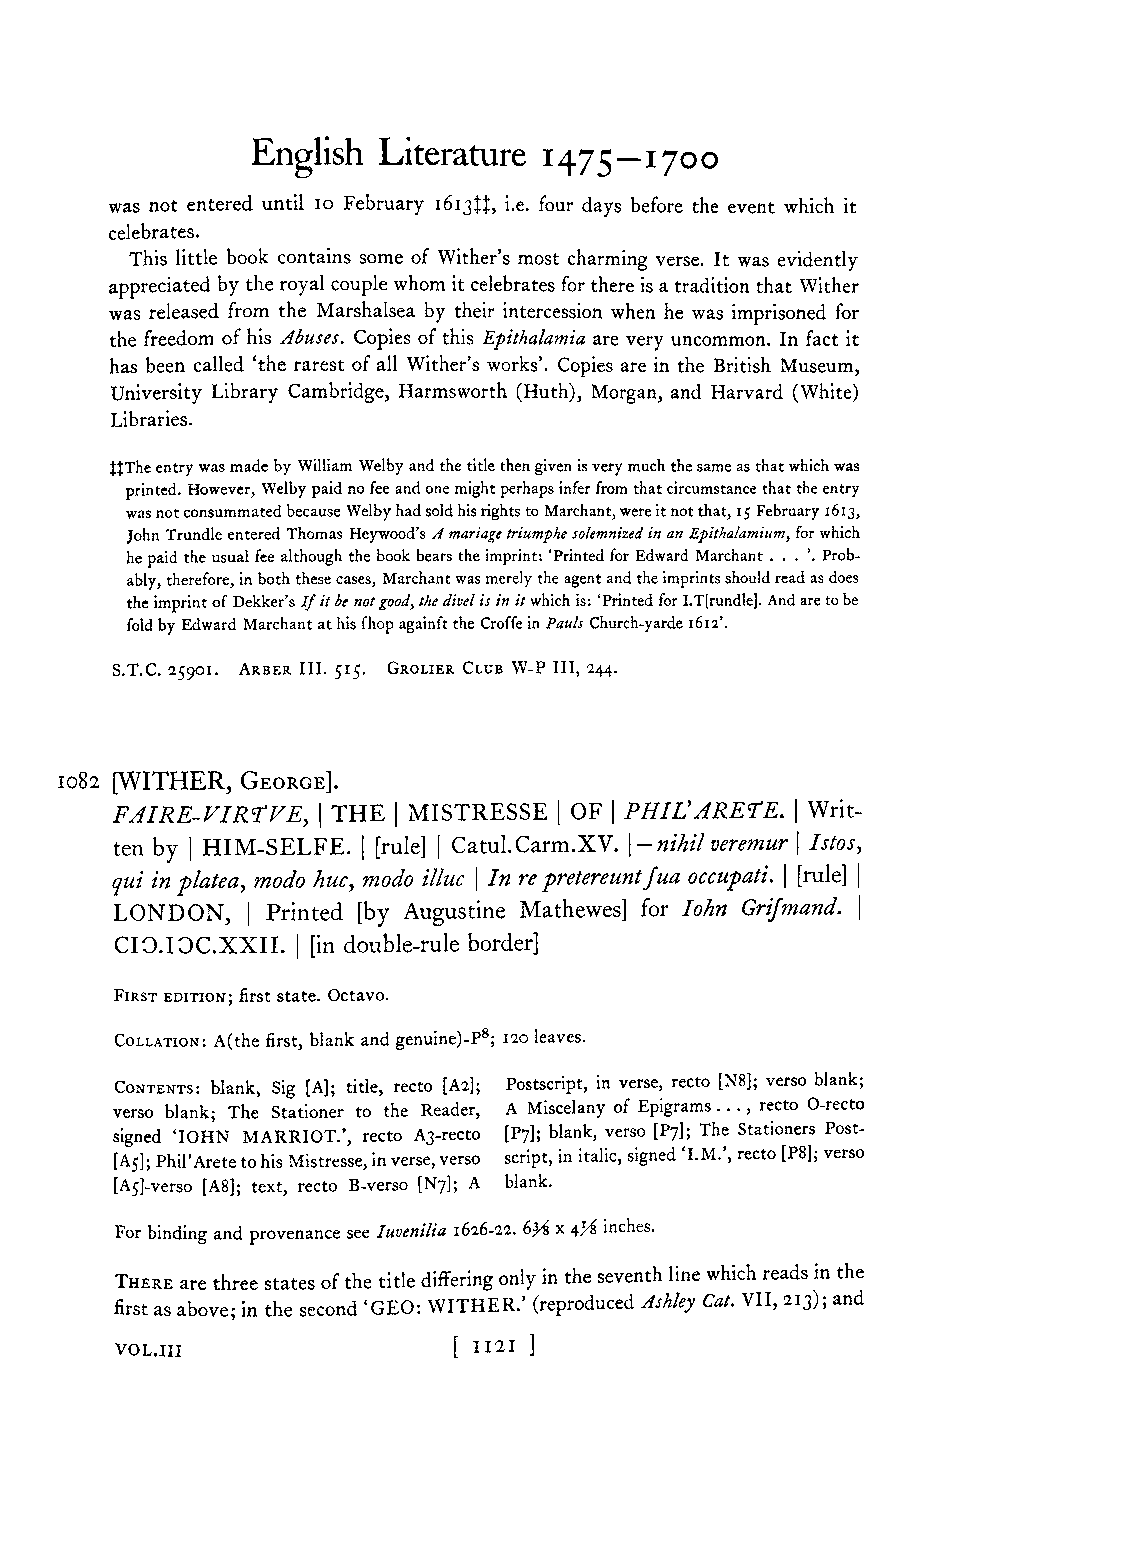 English Literature 1475–1700
was not entered until 10 February 1613‡‡, i.e. four days before the event which it
celebrates.
This little book contains some of Wither's most charming verse. It was evidently
appreciated by the royal couple whom it celebrates for there is a tradition that Wither
was released from the Marshalsea by their intercession when he was imprisoned for
the freedom of his Abuses. Copies of this Epithalamia are very uncommon. In fact it
has been called 'the rarest of all Wither's works'. Copies are in the British Museum,
University Library Cambridge, Harmsworth (Huth), Morgan, and Harvard (White)
Libraries.
‡‡The entry was made by William Welby and the title then given is very much the same as that which was
printed. However, Welby paid no fee and one might perhaps infer from that circumstance that the entry
was not consummated because Welby had sold his rights to Marchant, were it not that, 15 February 1613,
John Trundle entered Thomas Heywood's A mariage triumphe solemnized in an Epithalamium, for which
he paid the usual fee although the book bears the imprint: 'Printed for Edward Marchant . . . '. Prob-
ably, therefore, in both these cases, Marchant was merely the agent and the imprints should read as does
the imprint of Dekker's If it be not good, the divel is in it which is: 'Printed for I.T[rundle]. And are to be
ſold by Edward Marchant at his ſhop againſt the Croſſe in Pauls Church-yarde 1612'.
S.T.C. 25901. ARBER III. 515. GROLIER CLUB W-P III, 244.
1082 [WITHER, GEORGE].
FAIRE-VIRTVE, | THE | MISTRESSE | OF | PHIL'ARETE. | Writ-
ten by | HIM-SELFE. | [rule] | Catul.Carm.XV. | —nihil veremur | Istos,
qui in platea, modo huc, modo illuc | In re pretereunt ſua occupati. | [rule] |
LONDON, | Printed [by Augustine Mathewes] for Iohn Griſmand. |
CIƆ.IƆC.XXII. | [in double-rule border]
FIRST EDITION; first state. Octavo.
COLLATION: A(the first, blank and genuine)-P⁸; 120 leaves.
CONTENTS: blank, Sig [A]; title, recto [A2];
verso blank; The Stationer to the Reader,
signed 'IOHN MARRIOT.', recto A3-recto
[A5]; Phil'Arete to his Mistresse, in verse, verso
[A5]-verso [A8]; text, recto B-verso [N7]; A
Postscript, in verse, recto [N8]; verso blank;
A Miscelany of Epigrams . . . , recto O-recto
[P7]; blank, verso [P7]; The Stationers Post-
script, in italic, signed 'I.M.', recto [P8]; verso
blank.
For binding and provenance see Iuvenilia 1626-22. 6⅜ x 4⅛ inches.
THERE are three states of the title differing only in the seventh line which reads in the
first as above; in the second 'GEO: WITHER.' (reproduced Ashley Cat. VII, 213); and
VOL.III
[ 1121 ]